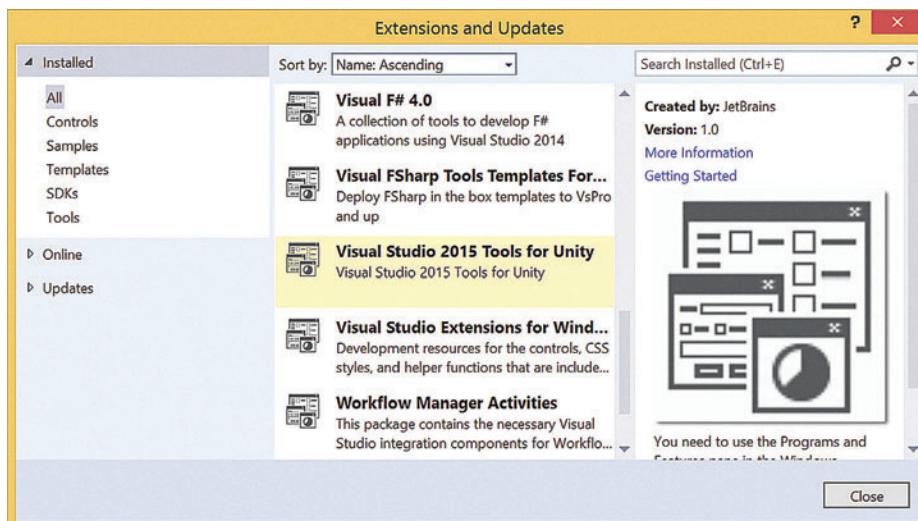 Extensions and Updates
?
Installed
All
Controls
Samples
Templates
SDKs
Tools
Online
Updates
Sort by: Name: Ascending
Visual F# 4.0
A collection of tools to develop F#
applications using Visual Studio 2014
Visual FSharp Tools Templates For...
Deploy FSharp in the box templates to VsPro
and up
Visual Studio 2015 Tools for Unity
Visual Studio 2015 Tools for Unity
Visual Studio Extensions for Wind...
Development resources for the controls, CSS
styles, and helper functions that are include...
Workflow Manager Activities
This package contains the necessary Visual
Studio integration components for Workflo...
Search Installed (Ctrl+E)
Created by: JetBrains
Version: 1.0
More Information
Getting Started
You need to use the Programs and
Close